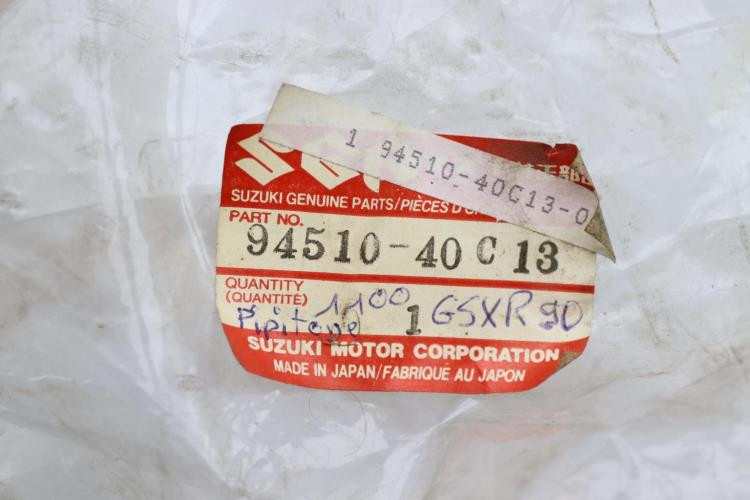 1 94510-40C13-0
SUZUKI GENUINE PARTS/PIÈCES D'
PART NO.
94510-40C13
QUANTITY
(QUANTITÉ)
1100
Pipitone
1 GSXR 90
SUZUKI MOTOR CORPORATION
MADE IN JAPAN/FABRIQUÉ AU JAPON